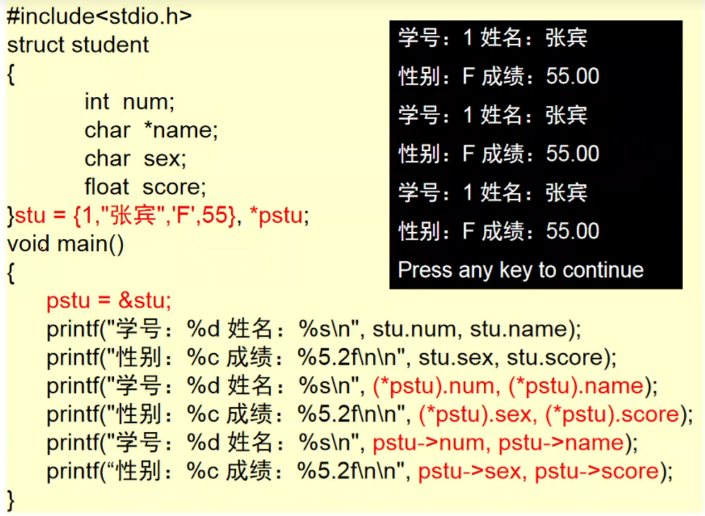 #include<stdio.h>
struct student
{
int num;
char *name;
char sex;
float score;
}stu = {1,"张宾",'F',55}, *pstu;
void main()
{
pstu = &stu;
printf("学号：%d 姓名：%s\n", stu.num, stu.name);
printf("性别：%c 成绩：%5.2f\n\n", stu.sex, stu.score);
printf("学号：%d 姓名：%s\n", (*pstu).num, (*pstu).name);
printf("性别：%c 成绩：%5.2f\n\n", (*pstu).sex, (*pstu).score);
printf("学号：%d 姓名：%s\n", pstu->num, pstu->name);
printf(“性别：%c 成绩：%5.2f\n\n", pstu->sex, pstu->score);
}
学号：1 姓名：张宾
性别：F 成绩：55.00
学号：1 姓名：张宾
性别：F 成绩：55.00
学号：1 姓名：张宾
性别：F 成绩：55.00
Press any key to continue